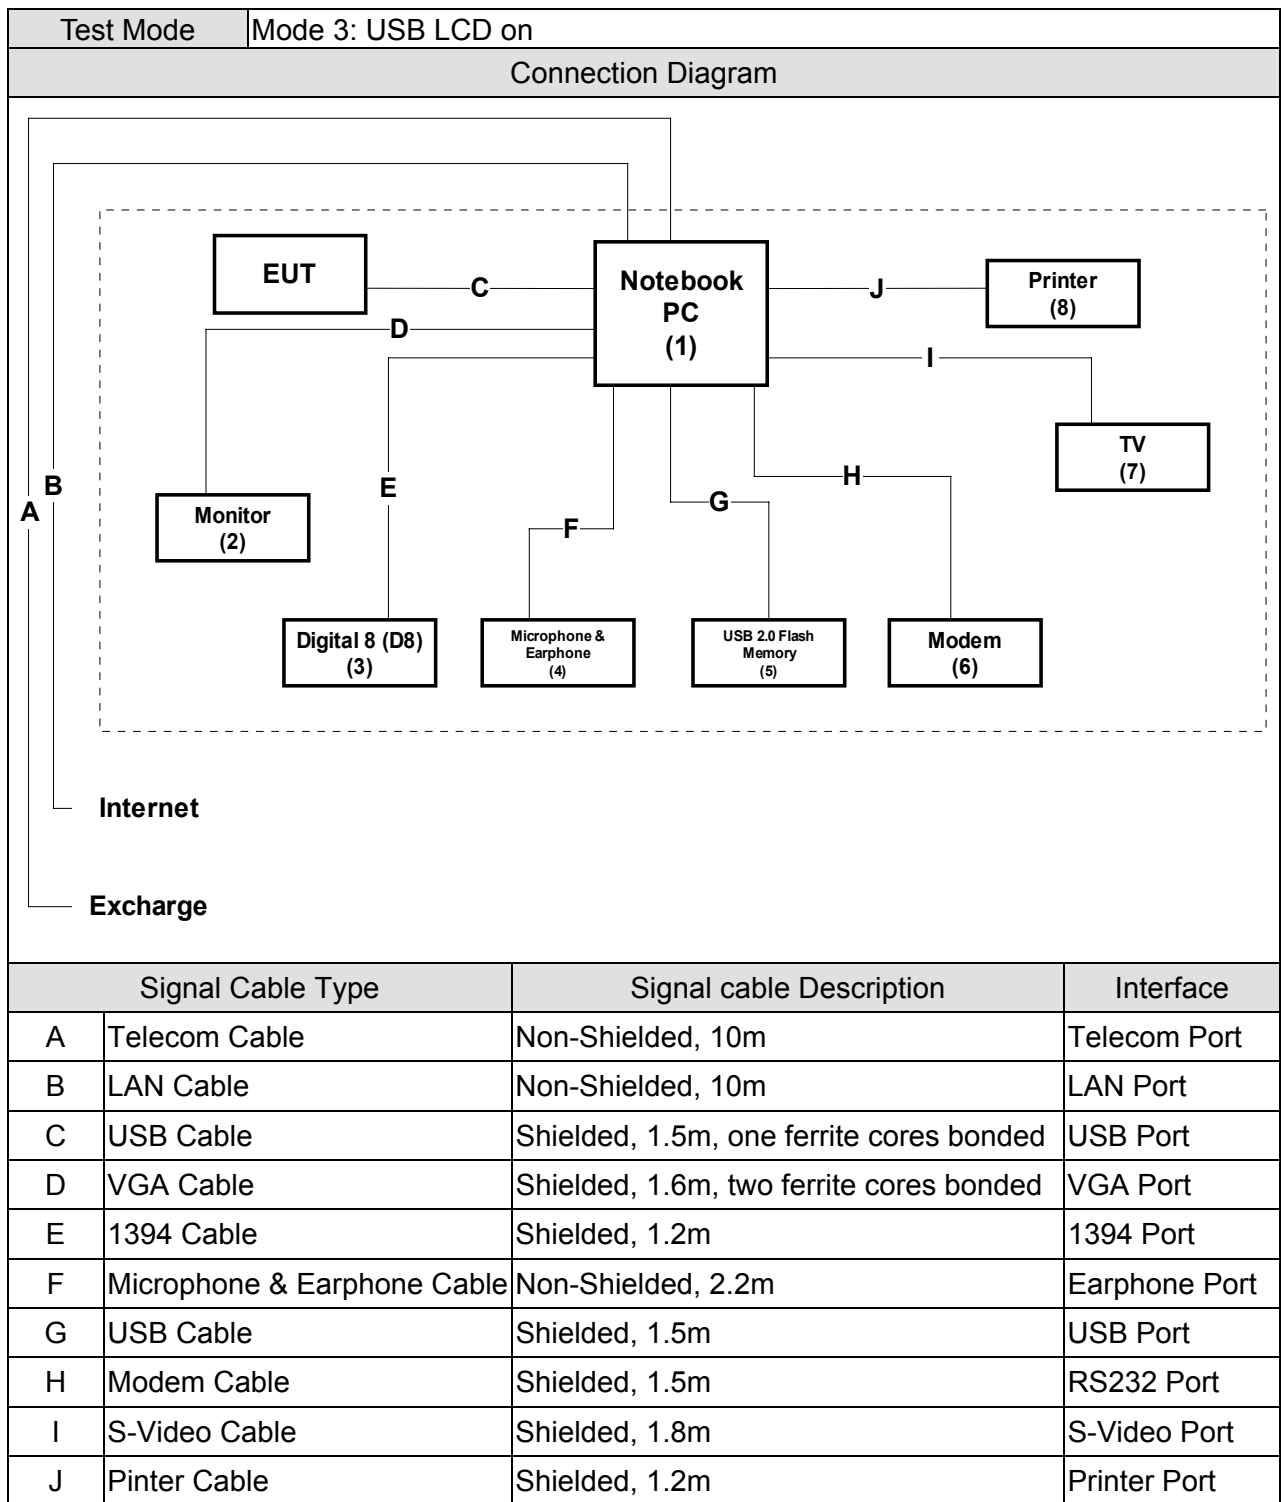 Test Mode Mode 3: USB LCD on
Connection Diagram
EUT
C
Notebook
PC
(1)
J
Printer
(8)
D
I
TV
(7)
A
B
E
Monitor
(2)
F
G
H
Digital 8 (D8)
(3)
Microphone &
Earphone
(4)
USB 2.0 Flash
Memory
(5)
Modem
(6)
Internet
Excharge
Signal Cable Type Signal cable Description Interface
A Telecom Cable Non-Shielded, 10m Telecom Port
B LAN Cable Non-Shielded, 10m LAN Port
C USB Cable Shielded, 1.5m, one ferrite cores bonded USB Port
D VGA Cable Shielded, 1.6m, two ferrite cores bonded VGA Port
E 1394 Cable Shielded, 1.2m 1394 Port
F Microphone & Earphone Cable Non-Shielded, 2.2m Earphone Port
G USB Cable Shielded, 1.5m USB Port
H Modem Cable Shielded, 1.5m RS232 Port
I S-Video Cable Shielded, 1.8m S-Video Port
J Pinter Cable Shielded, 1.2m Printer Port